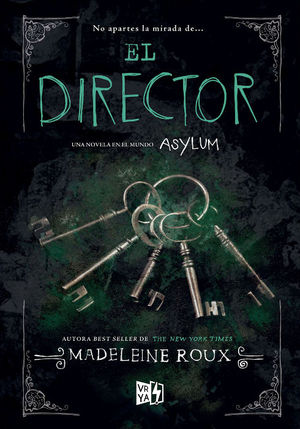 No apartes la mirada de...
EL
DIRECTOR
UNA NOVELA EN EL MUNDO ASYLUM
AUTORA BEST SELLER DE THE NEW YORK TIMES
MADELEINE ROUX
VR
YA